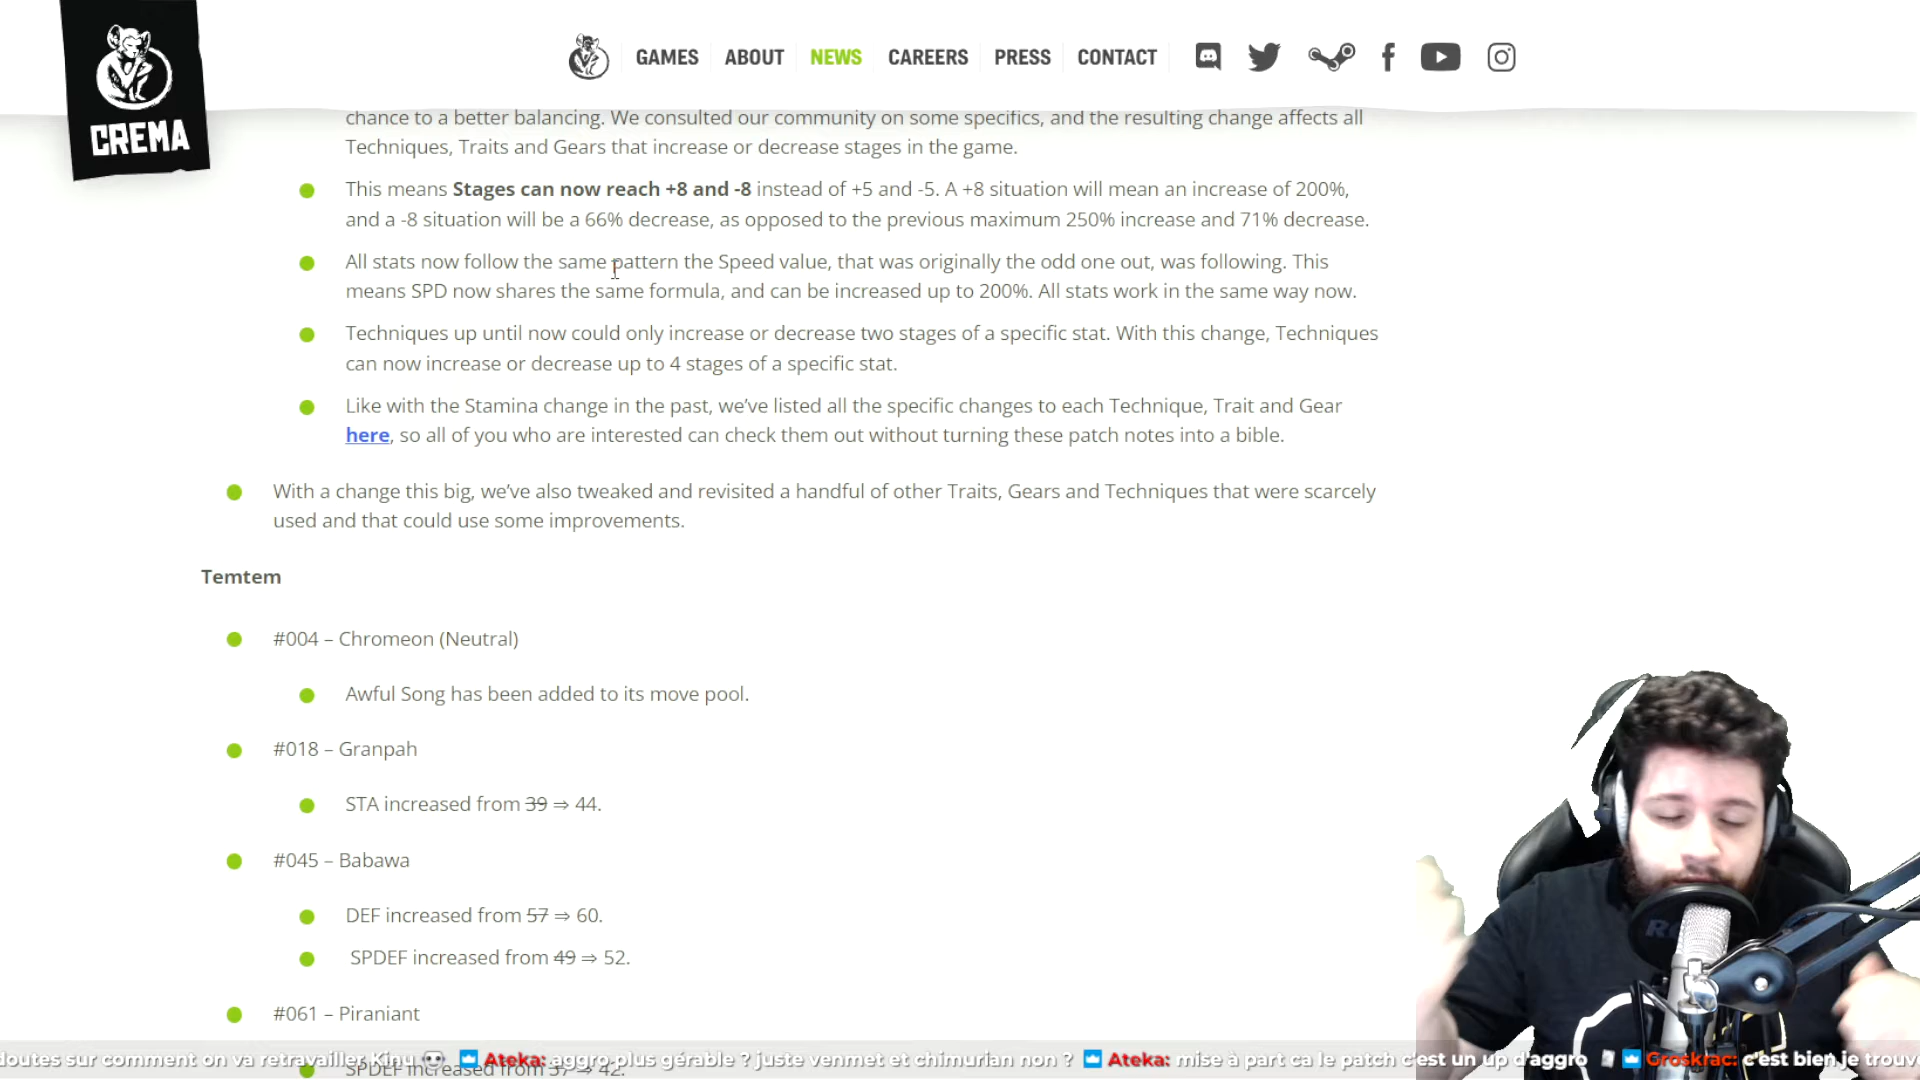 CREMA
GAMES ABOUT NEWS CAREERS PRESS CONTACT
chance to a better balancing. We consulted our community on some specifics, and the resulting change affects all
Techniques, Traits and Gears that increase or decrease stages in the game.
This means Stages can now reach +8 and -8 instead of +5 and -5. A +8 situation will mean an increase of 200%,
and a -8 situation will be a 66% decrease, as opposed to the previous maximum 250% increase and 71% decrease.
All stats now follow the same pattern the Speed value, that was originally the odd one out, was following. This
means SPD now shares the same formula, and can be increased up to 200%. All stats work in the same way now.
Techniques up until now could only increase or decrease two stages of a specific stat. With this change, Techniques
can now increase or decrease up to 4 stages of a specific stat.
Like with the Stamina change in the past, we’ve listed all the specific changes to each Technique, Trait and Gear
here, so all of you who are interested can check them out without turning these patch notes into a bible.
With a change this big, we’ve also tweaked and revisited a handful of other Traits, Gears and Techniques that were scarcely
used and that could use some improvements.
Temtem
#004 – Chromeon (Neutral)
Awful Song has been added to its move pool.
#018 – Granpah
STA increased from 39 ⇒ 44.
#045 – Babawa
DEF increased from 57 ⇒ 60.
SPDEF increased from 49 ⇒ 52.
#061 – Piraniant
doutes sur comment on va retravailler Kinu 💀 Ateka: aggro plus gérable ? juste venmet et chimurian non ? Ateka: mise à part ca le patch c'est un up d'aggro Groskrac: c'est bien je trouv
SPDEF increased from 37 ⇒ 42.